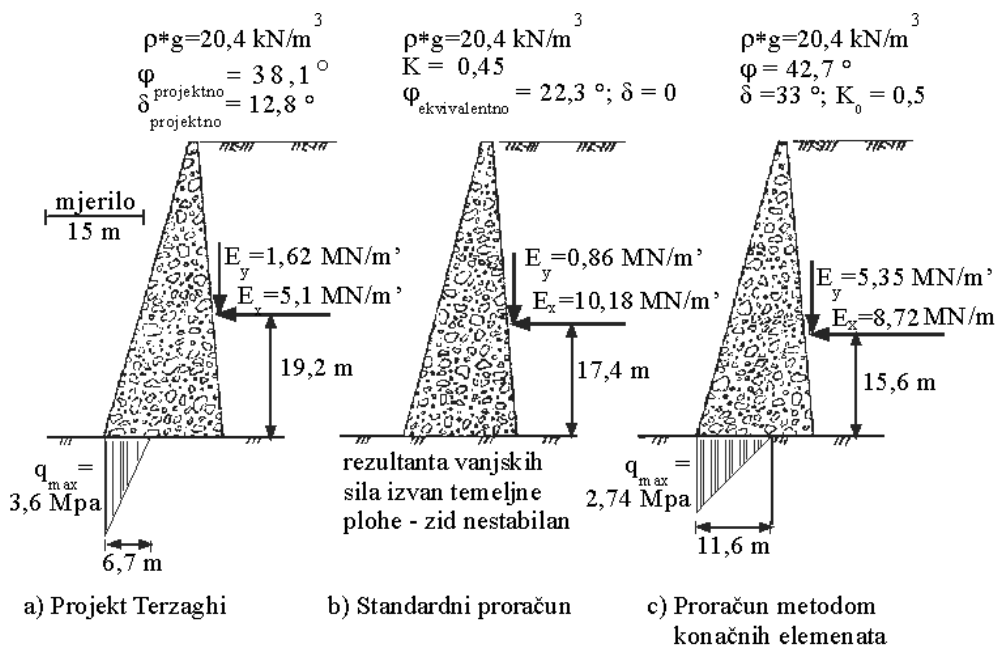 ρ*g=20,4 kN/m³
φ projektno = 38,1°
δ projektno = 12,8 °
mjerilo
15 m
E_y=1,62 MN/m’
E_x=5,1 MN/m’
19,2 m
q_max =
3,6 Mpa
6,7 m
a) Projekt Terzaghi
ρ*g=20,4 kN/m³
K = 0,45
φ ekvivalentno = 22,3 °; δ = 0
E_y=0,86 MN/m’
E_x=10,18 MN/m’
17,4 m
rezultanta vanjskih
sila izvan temeljne
plohe - zid nestabilan
b) Standardni proračun
ρ*g=20,4 kN/m³
φ = 42,7 °
δ =33 °; K₀ = 0,5
E_y=5,35 MN/m’
E_x=8,72 MN/m
15,6 m
q_max =
2,74 Mpa
11,6 m
c) Proračun metodom
konačnih elemenata